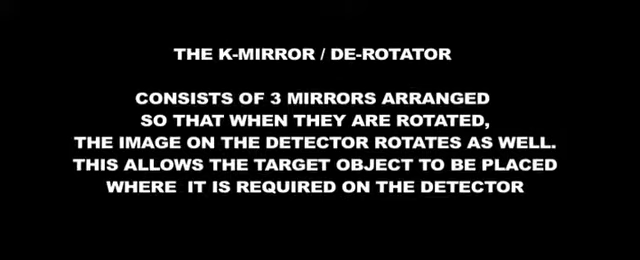 THE K-MIRROR / DE-ROTATOR
CONSISTS OF 3 MIRRORS ARRANGED
SO THAT WHEN THEY ARE ROTATED,
THE IMAGE ON THE DETECTOR ROTATES AS WELL.
THIS ALLOWS THE TARGET OBJECT TO BE PLACED
WHERE IT IS REQUIRED ON THE DETECTOR